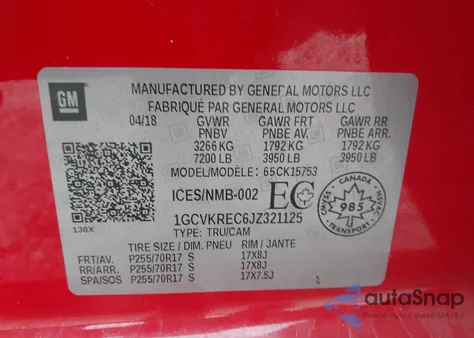 GM
MANUFACTURED BY GENERAL MOTORS LLC
FABRIQUÉ PAR GENERAL MOTORS LLC
04/18 GVWR GAWR FRT GAWR RR
PNBV PNBE AV. PNBE ARR.
3266 KG 1792 KG 1792 KG
7200 LB 3950 LB 3950 LB
MODEL/MODÈLE: 65CK15753
ICES/NMB-002 EC
1GCVKREC6JZ321125
TYPE: TRU/CAM
130X
CANADA
985
TRANSPORT
TIRE SIZE / DIM. PNEU RIM / JANTE
FRT/AV. P255/70R17 S 17X8J
RR/ARR. P255/70R17 S 17X8J
SPA/SOS P255/70R17 S 17X7.5J
autoSnap